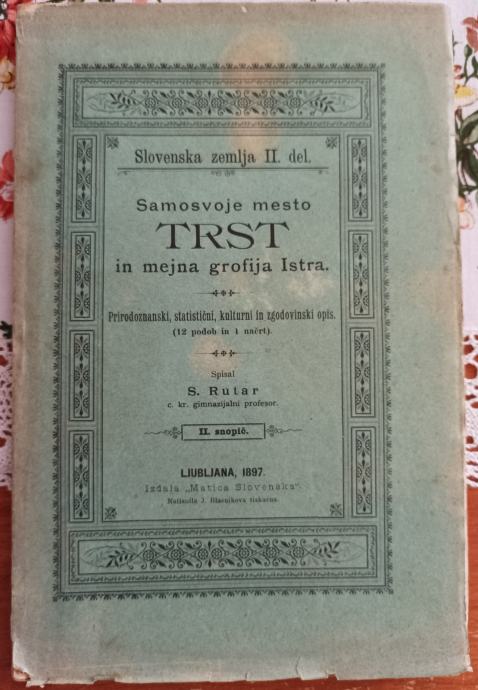 Slovenska zemlja II. del.
Samosvoje mesto
TRST
in mejna grofija Istra.
Prirodoznanski, statistični, kulturni in zgodovinski opis.
(12 podob in 1 načrt).
Spisal
S. Rutar
c. kr. gimnazijalni profesor.
II. snopič.
LJUBLJANA, 1897.
Izdala „Matica Slovenska“.
Natisnila J. Blasnikova tiskarna.